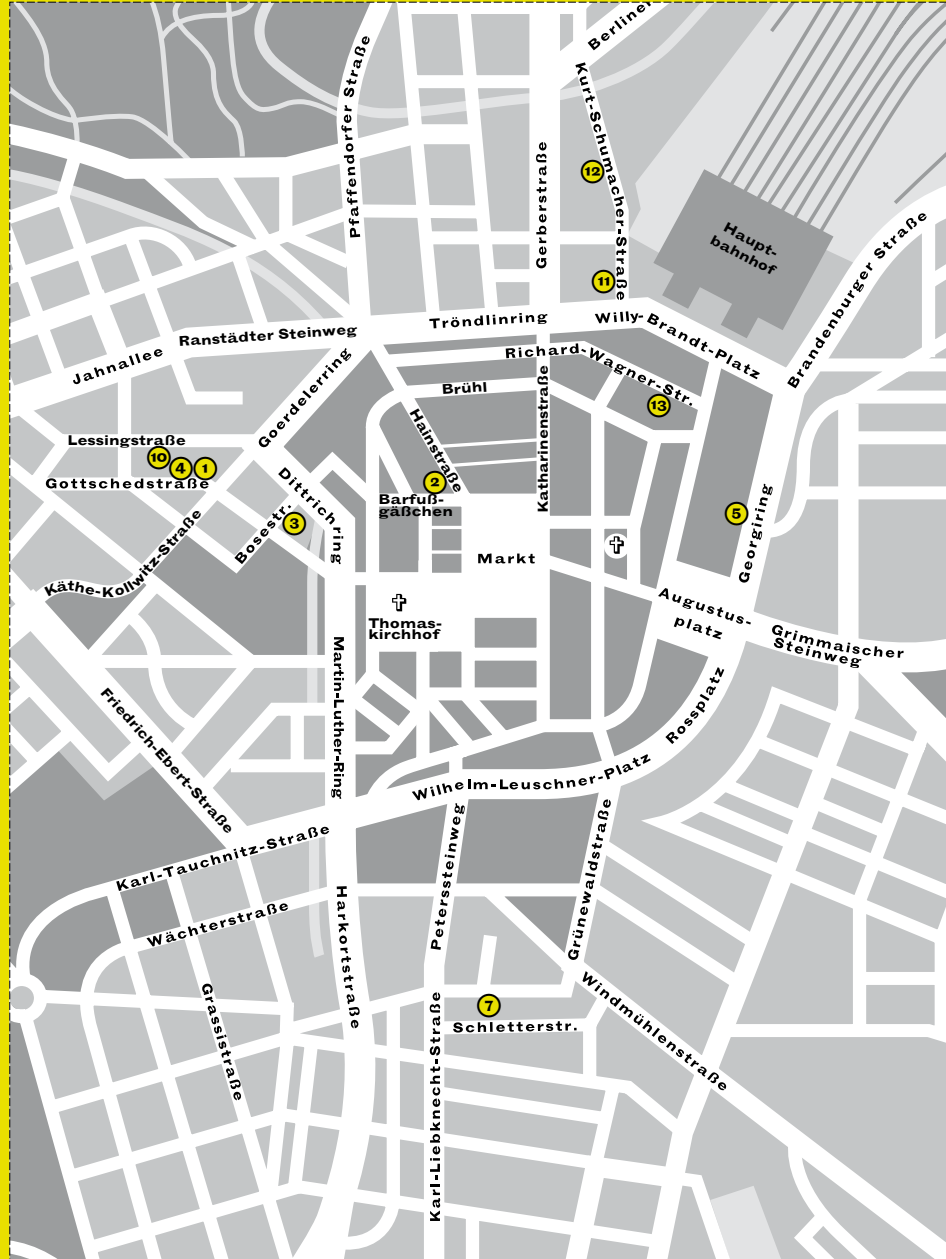 Berliner
Pfaffendorfer Straße
Kurt-Schumacher-Straße
Gerberstraße
12
Haupt-
bahnhof
Brandenburger Straße
11
Tröndlinring
Willy-Brandt-Platz
Ranstädter Steinweg
Jahnallee
Richard-Wagner-Str.
Goerdelerring
Brühl
Katharinenstraße
13
Hainstraße
Lessingstraße
10
4
1
Gottschedstraße
Dittrichring
2
Barfuß-
gäßchen
Bosestr.
3
5
Georgiring
Käthe-Kollwitz-Straße
Markt
Augustus-
platz
Thomas-
kirchhof
Grimmaischer
Steinweg
Martin-Luther-Ring
Rossplatz
Friedrich-Ebert-Straße
Wilhelm-Leuschner-Platz
Karl-Tauchnitz-Straße
Peterssteinweg
Grünewaldstraße
Wächterstraße
Harkortstraße
Grassistraße
7
Schletterstr.
Windmühlenstraße
Karl-Liebknecht-Straße